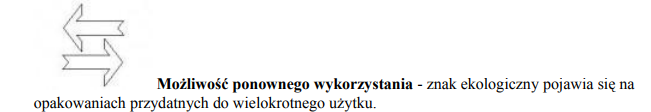 Możliwość ponownego wykorzystania - znak ekologiczny pojawia się na
opakowaniach przydatnych do wielokrotnego użytku.